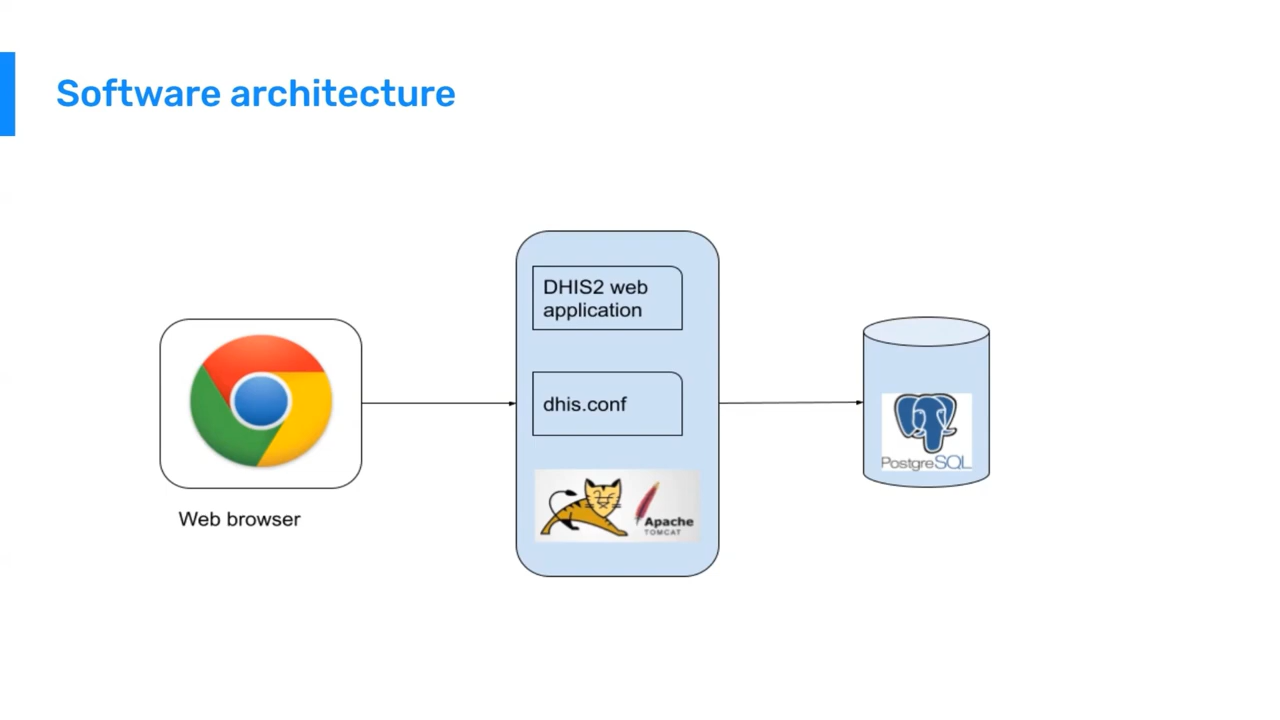 Software architecture
DHIS2 web
application
dhis.conf
Apache
TOMCAT
PostgreSQL
Web browser